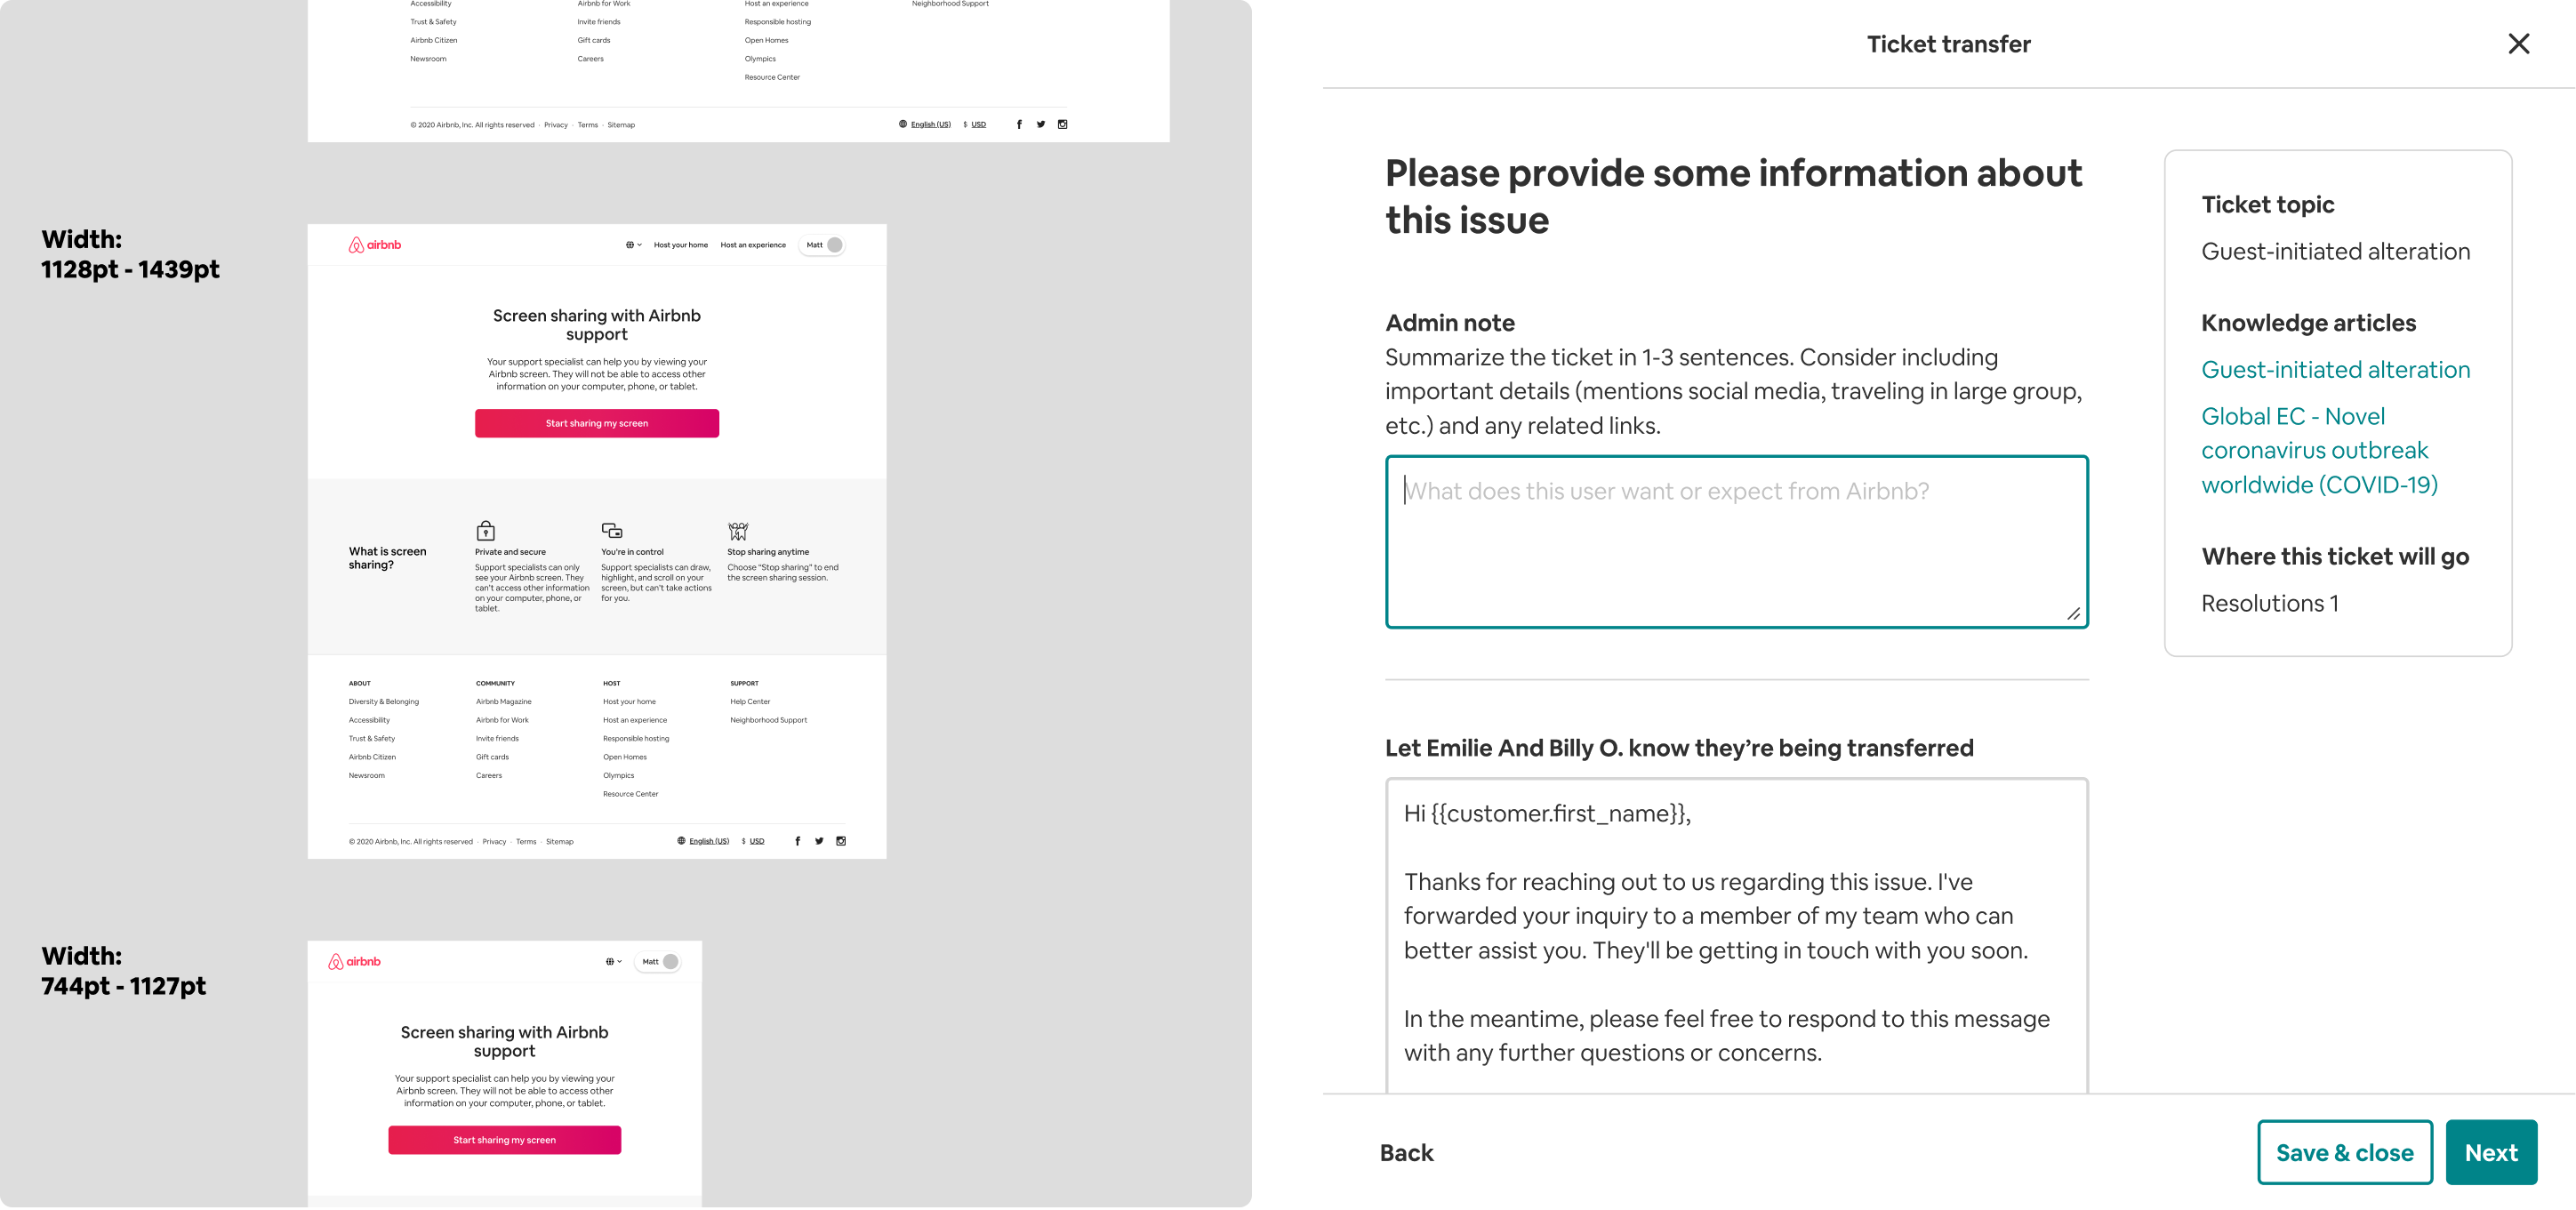 Accessibility
Airbnb for Work
Host an experience
Neighborhood Support
Trust & Safety
Invite friends
Responsible hosting
Airbnb Citizen
Gift cards
Open Homes
Newsroom
Careers
Olympics
Resource Center
© 2020 Airbnb, Inc. All rights reserved · Privacy · Terms · Sitemap
English (US)
$ USD
Width:
1128pt - 1439pt
airbnb
Host your home
Host an experience
Matt
Screen sharing with Airbnb
support
Your support specialist can help you by viewing your
Airbnb screen. They will not be able to access other
information on your computer, phone, or tablet.
Start sharing my screen
What is screen
sharing?
Private and secure
Support specialists can only
see your Airbnb screen. They
can't access other information
on your computer, phone, or
tablet.
You're in control
Support specialists can draw,
highlight, and scroll on your
screen, but can't take actions
for you.
Stop sharing anytime
Choose “Stop sharing” to end
the screen sharing session.
ABOUT
Diversity & Belonging
Accessibility
Trust & Safety
Airbnb Citizen
Newsroom
COMMUNITY
Airbnb Magazine
Airbnb for Work
Invite friends
Gift cards
Careers
HOST
Host your home
Host an experience
Responsible hosting
Open Homes
Olympics
Resource Center
SUPPORT
Help Center
Neighborhood Support
© 2020 Airbnb, Inc. All rights reserved · Privacy · Terms · Sitemap
English (US)
$ USD
Width:
744pt - 1127pt
airbnb
Matt
Screen sharing with Airbnb
support
Your support specialist can help you by viewing your
Airbnb screen. They will not be able to access other
information on your computer, phone, or tablet.
Start sharing my screen
Ticket transfer
Please provide some information about
this issue
Admin note
Summarize the ticket in 1-3 sentences. Consider including
important details (mentions social media, traveling in large group,
etc.) and any related links.
What does this user want or expect from Airbnb?
Let Emilie And Billy O. know they’re being transferred
Hi {{customer.first_name}},
Thanks for reaching out to us regarding this issue. I've
forwarded your inquiry to a member of my team who can
better assist you. They'll be getting in touch with you soon.
In the meantime, please feel free to respond to this message
with any further questions or concerns.
Ticket topic
Guest-initiated alteration
Knowledge articles
Guest-initiated alteration
Global EC - Novel
coronavirus outbreak
worldwide (COVID-19)
Where this ticket will go
Resolutions 1
Back
Save & close
Next